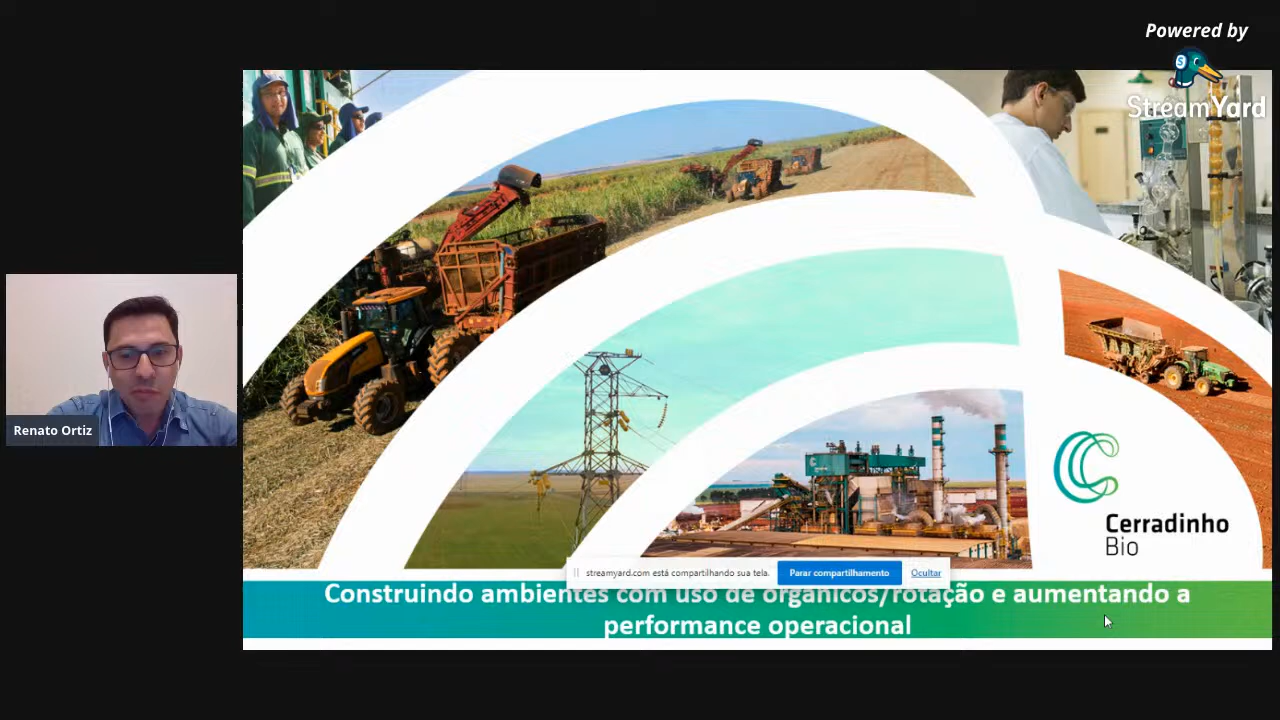 Powered by
StreamYard
Renato Ortiz
Cerradinho
Bio
streamyard.com está compartilhando sua tela.
Parar compartilhamento
Ocultar
Construindo ambientes com uso de orgânicos/rotação e aumentando a
performance operacional